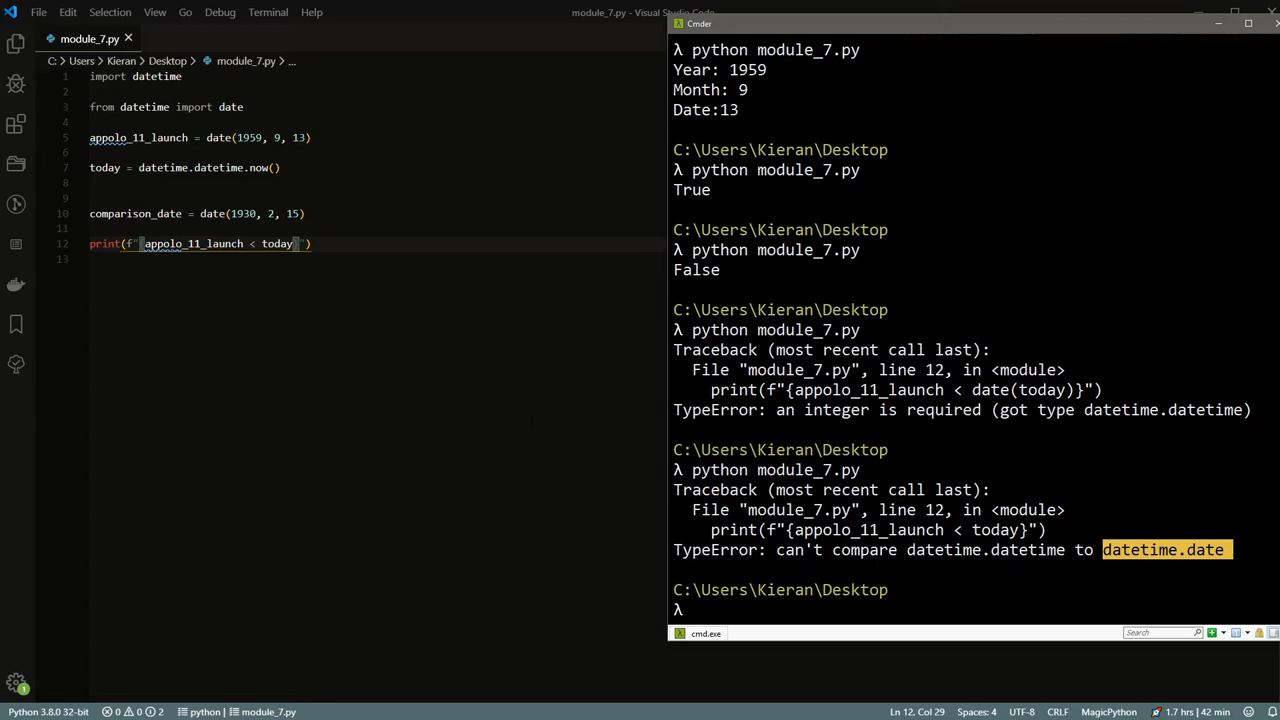 File Edit Selection View Go Debug Terminal Help
module_7.py - Visual Studio Code
module_7.py
C: > Users > Kieran > Desktop > module_7.py > ...
1 import datetime
2
3 from datetime import date
4
5 appolo_11_launch = date(1959, 9, 13)
6
7 today = datetime.datetime.now()
8
9
10 comparison_date = date(1930, 2, 15)
11
12 print(f"{appolo_11_launch < today}")
13
Cmder
λ python module_7.py
Year: 1959
Month: 9
Date:13
C:\Users\Kieran\Desktop
λ python module_7.py
True
C:\Users\Kieran\Desktop
λ python module_7.py
False
C:\Users\Kieran\Desktop
λ python module_7.py
Traceback (most recent call last):
File "module_7.py", line 12, in <module>
print(f"{appolo_11_launch < date(today)}")
TypeError: an integer is required (got type datetime.datetime)
C:\Users\Kieran\Desktop
λ python module_7.py
Traceback (most recent call last):
File "module_7.py", line 12, in <module>
print(f"{appolo_11_launch < today}")
TypeError: can't compare datetime.datetime to datetime.date
C:\Users\Kieran\Desktop
λ
cmd.exe
Search
1
Python 3.8.0 32-bit 0 0 2 python | module_7.py
Ln 12, Col 29 Spaces: 4 UTF-8 CRLF MagicPython 1.7 hr | 42 min